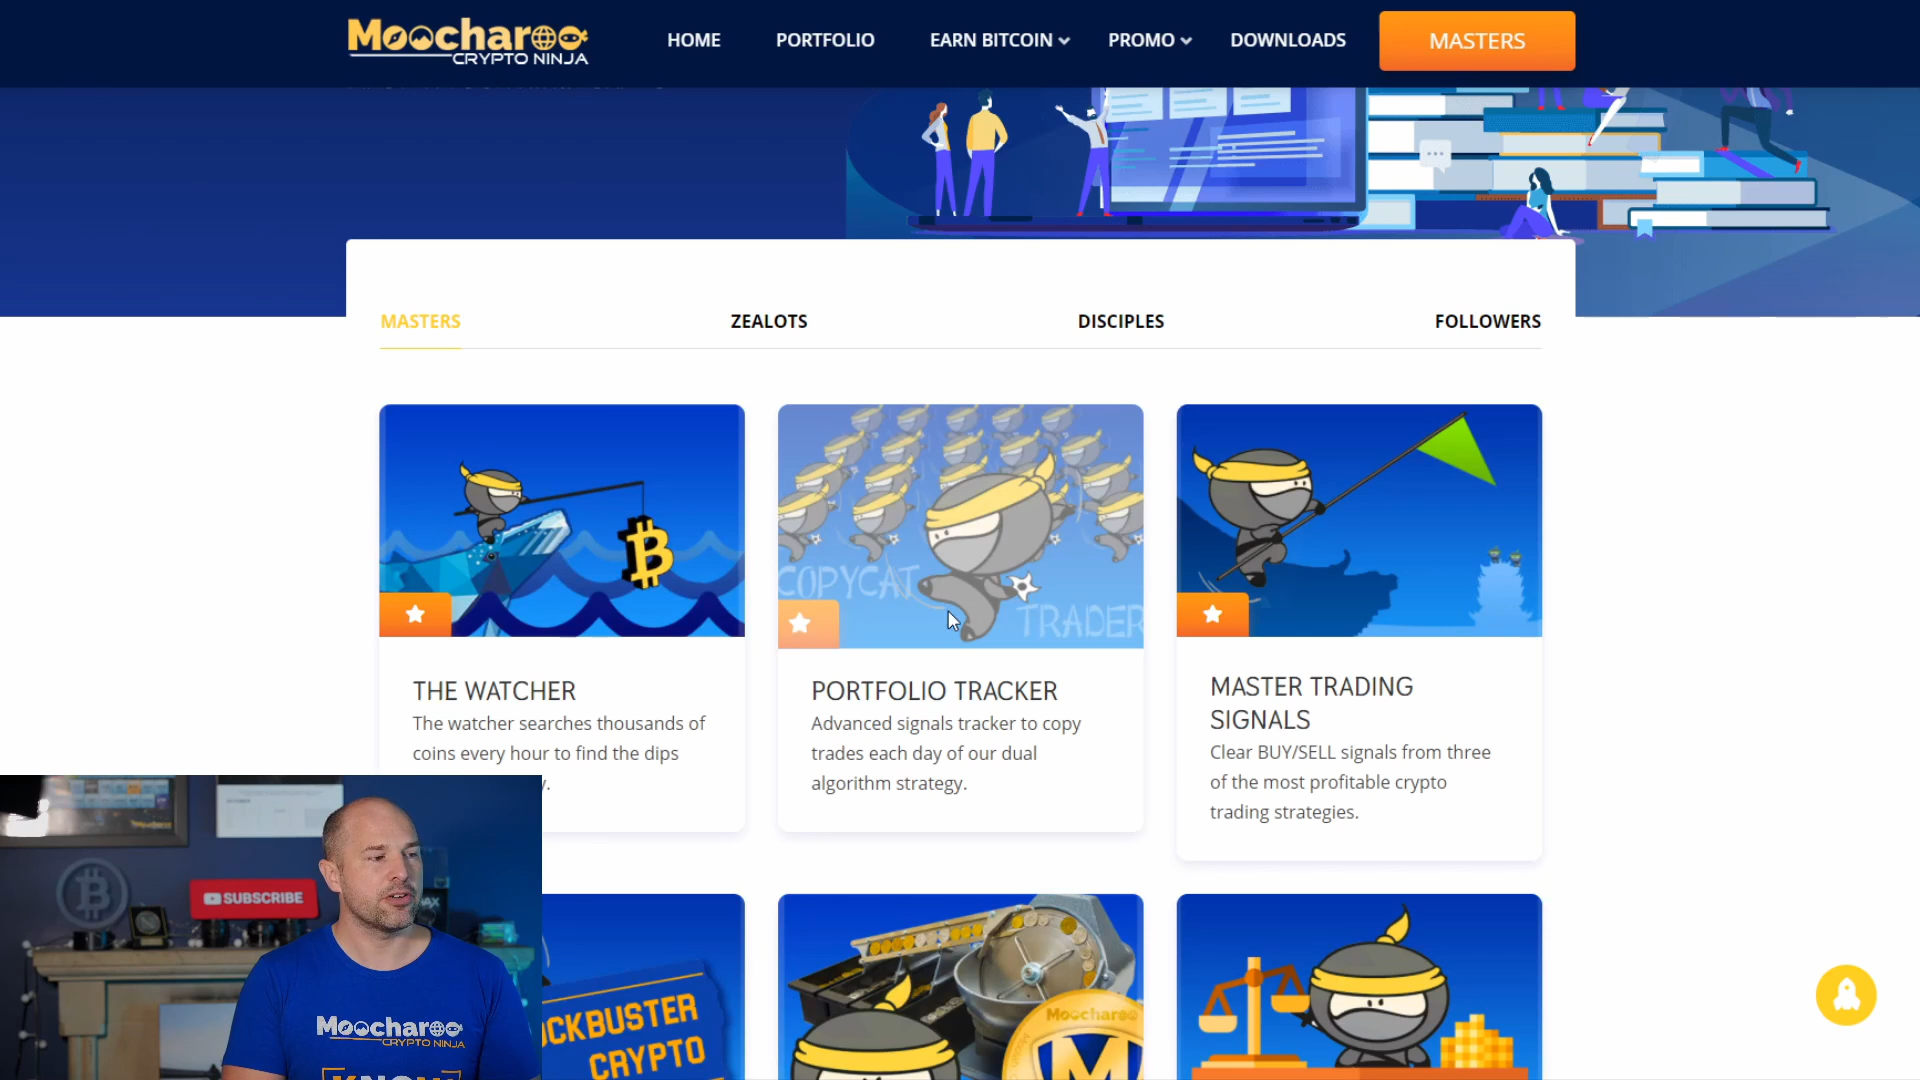 Moocharoo
CRYPTO NINJA
HOME
PORTFOLIO
EARN BITCOIN
PROMO
DOWNLOADS
MASTERS
MASTERS
ZEALOTS
DISCIPLES
FOLLOWERS
COPYCAT
TRADER
THE WATCHER
The watcher searches thousands of
coins every hour to find the dips
PORTFOLIO TRACKER
Advanced signals tracker to copy
trades each day of our dual
algorithm strategy.
MASTER TRADING
SIGNALS
Clear BUY/SELL signals from three
of the most profitable crypto
trading strategies.
SUBSCRIBE
Moocharoo
CRYPTO NINJA
CRYPTO
Moocharoo
M